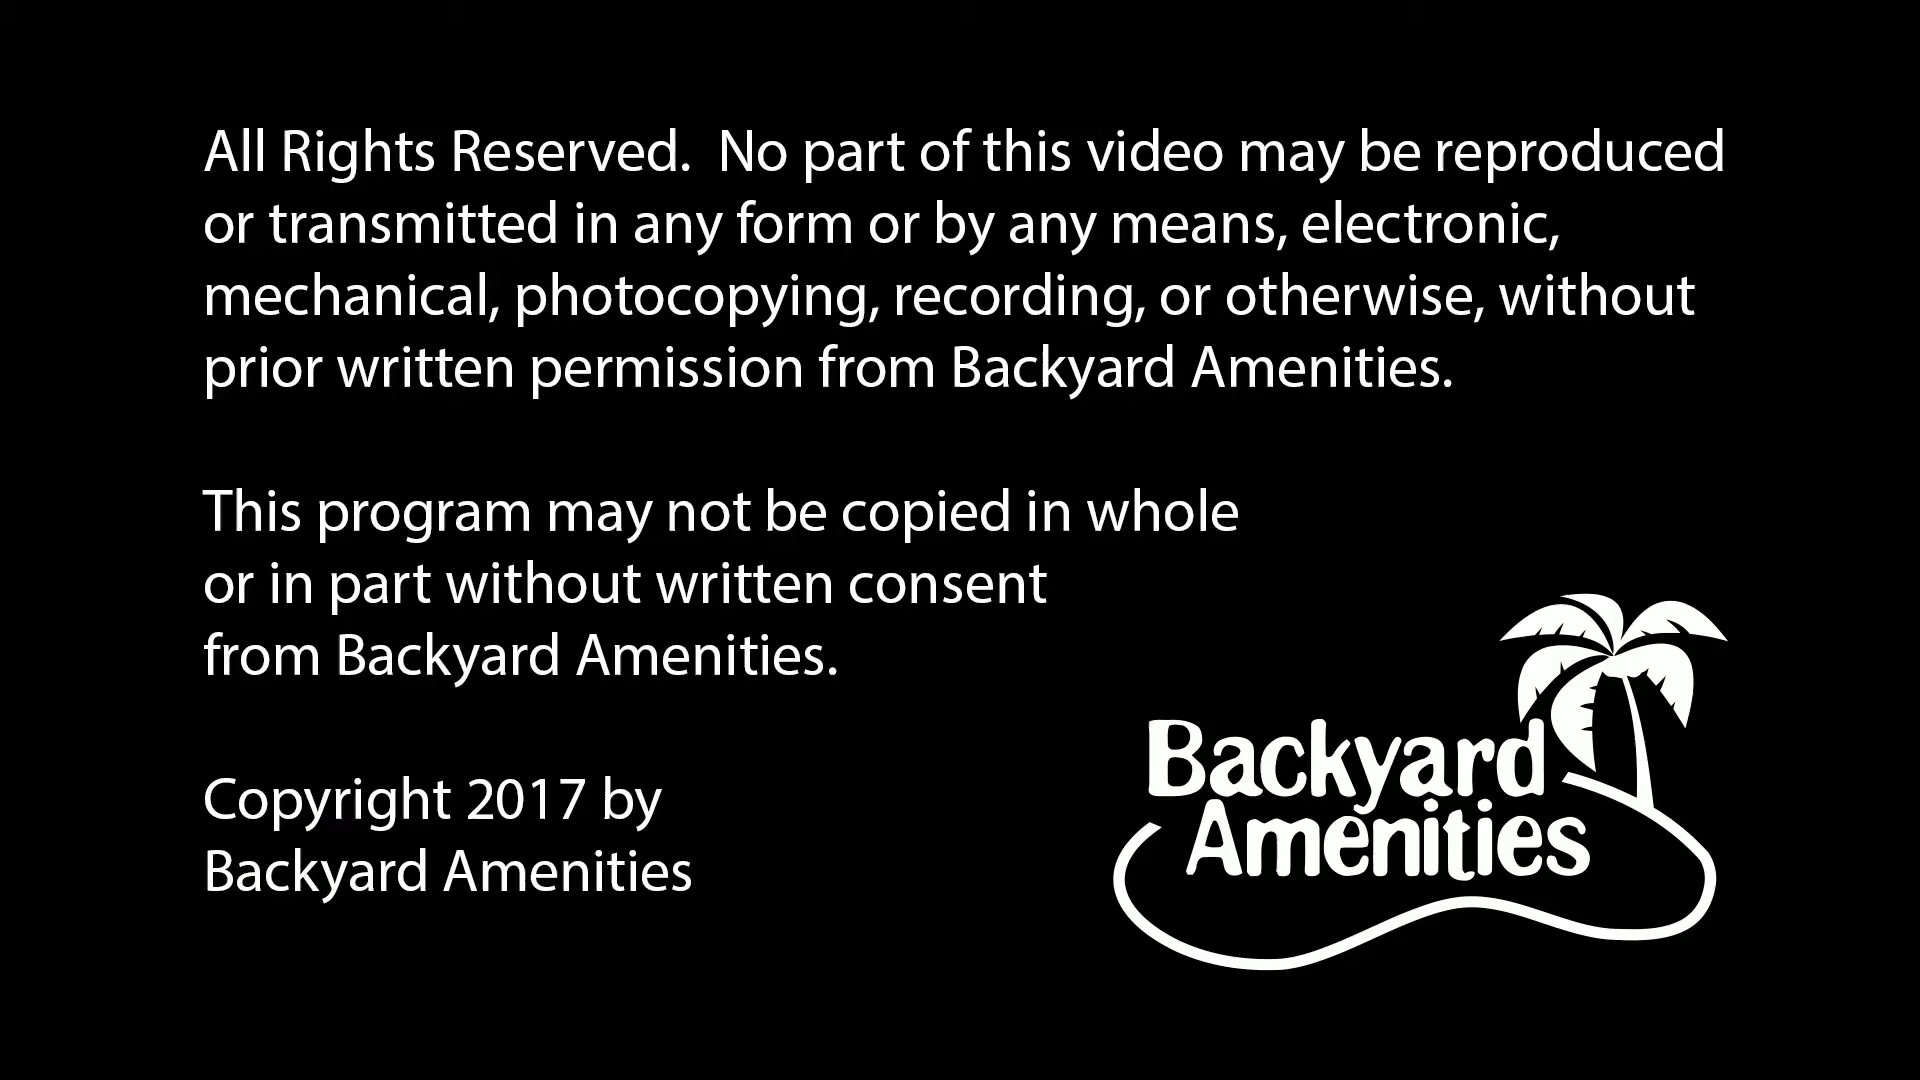 All Rights Reserved.  No part of this video may be reproduced
or transmitted in any form or by any means, electronic,
mechanical, photocopying, recording, or otherwise, without
prior written permission from Backyard Amenities.
This program may not be copied in whole
or in part without written consent
from Backyard Amenities.
Copyright 2017 by
Backyard Amenities
Backyard
Amenities